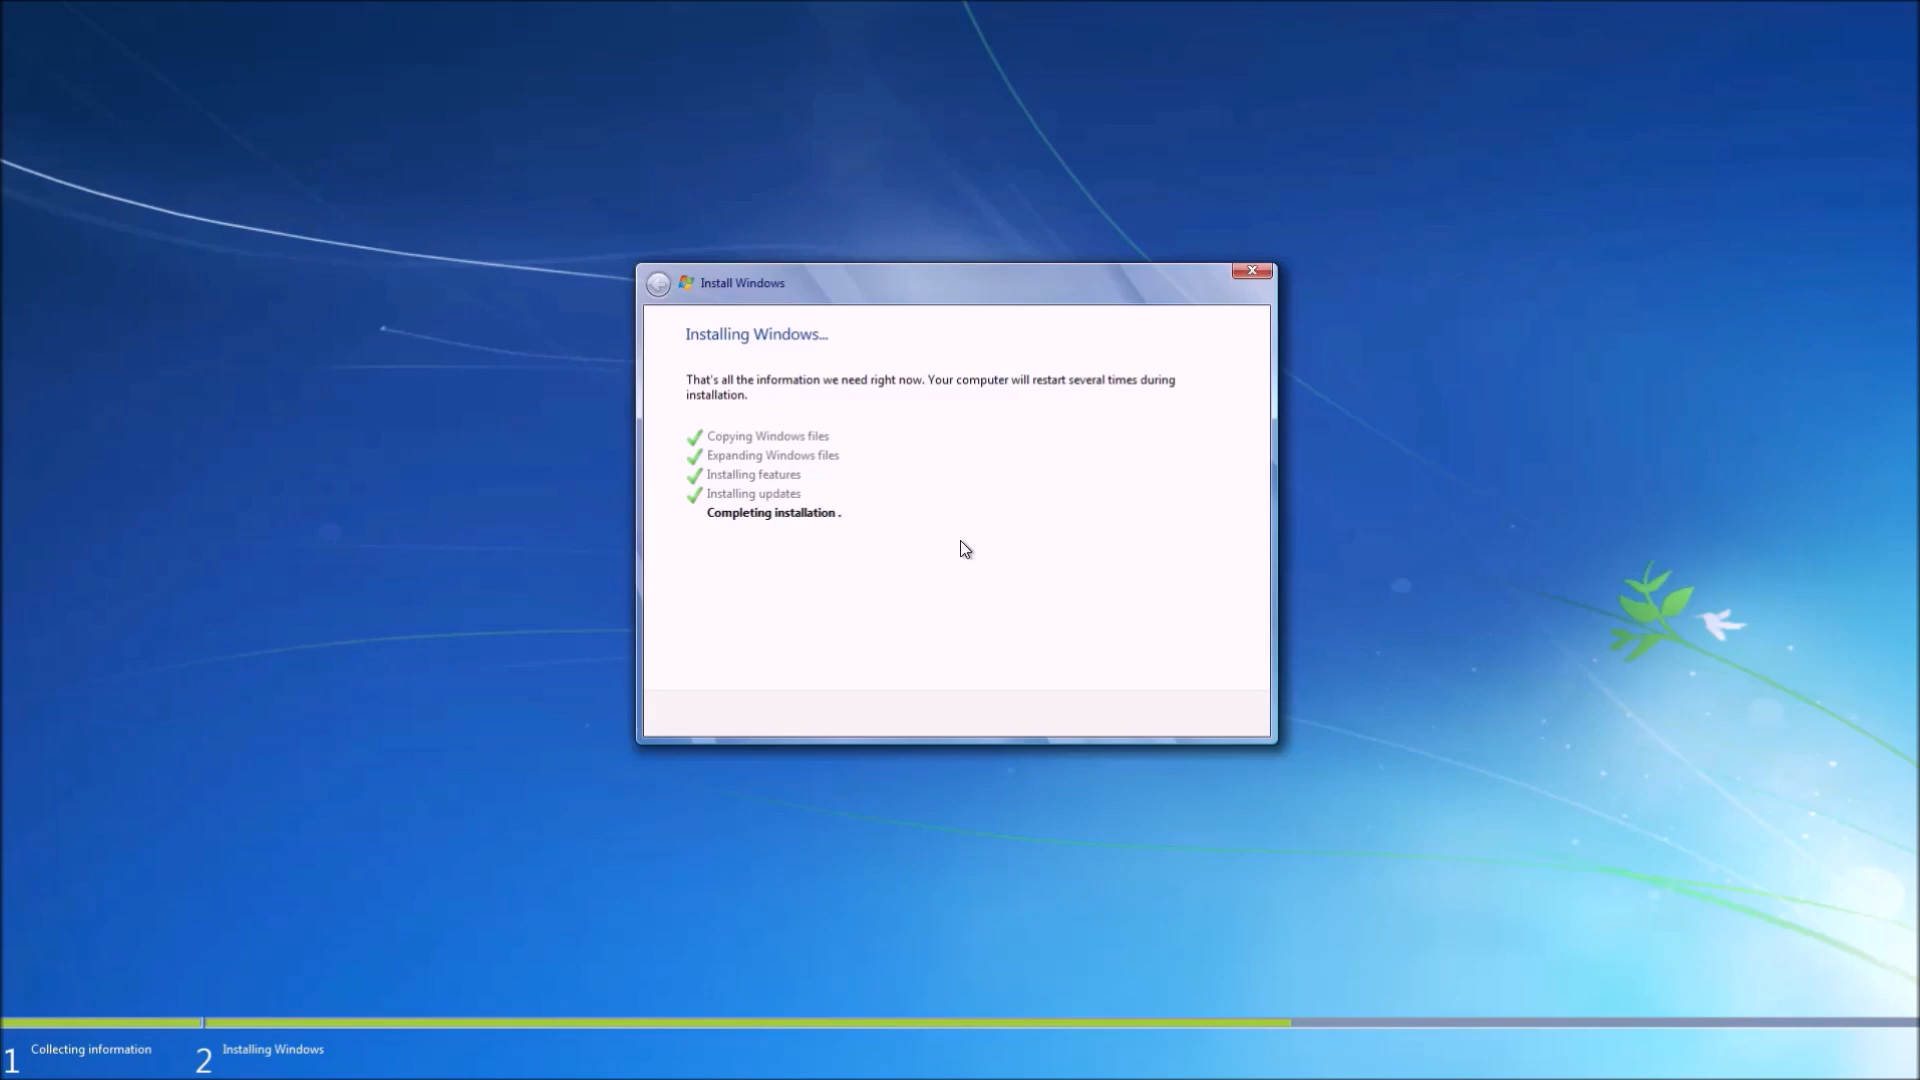 Install Windows
Installing Windows...
That's all the information we need right now. Your computer will restart several times during
installation.
Copying Windows files
Expanding Windows files
Installing features
Installing updates
Completing installation .
1 Collecting information
2 Installing Windows